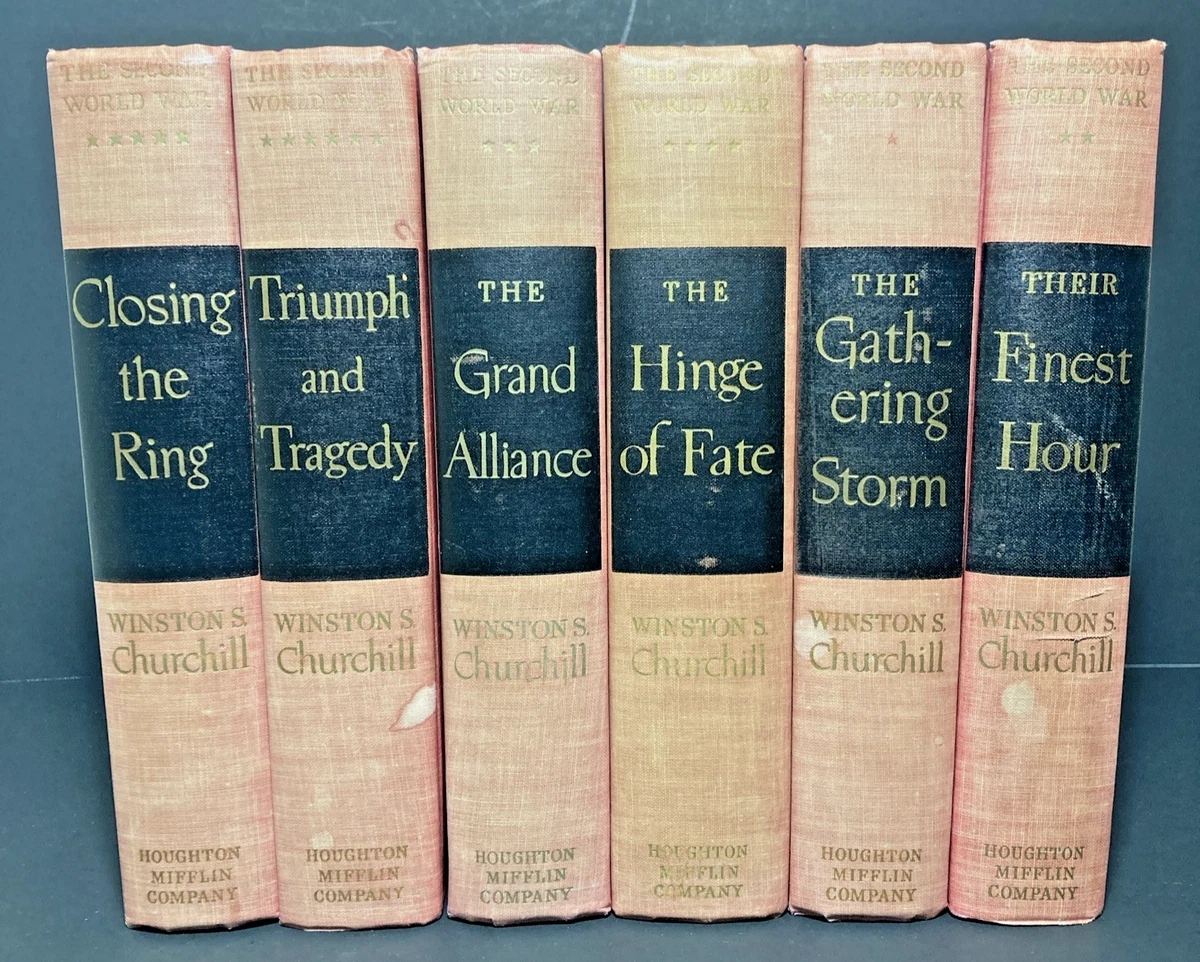 THE SECOND
WORLD WAR
★★★★★
Closing
the
Ring
WINSTON S.
Churchill
HOUGHTON
MIFFLIN
COMPANY
THE SECOND
WORLD WAR
★★★★★★
Triumph
and
Tragedy
WINSTON S.
Churchill
HOUGHTON
MIFFLIN
COMPANY
THE SECOND
WORLD WAR
★★★
THE
Grand
Alliance
WINSTON S.
Churchill
HOUGHTON
MIFFLIN
COMPANY
THE SECOND
WORLD WAR
★★★★
THE
Hinge
of Fate
WINSTON S.
Churchill
HOUGHTON
MIFFLIN
COMPANY
THE SECOND
WORLD WAR
★
THE
Gath-
ering
Storm
WINSTON S.
Churchill
HOUGHTON
MIFFLIN
COMPANY
THE SECOND
WORLD WAR
★★
THEIR
Finest
Hour
WINSTON S.
Churchill
HOUGHTON
MIFFLIN
COMPANY